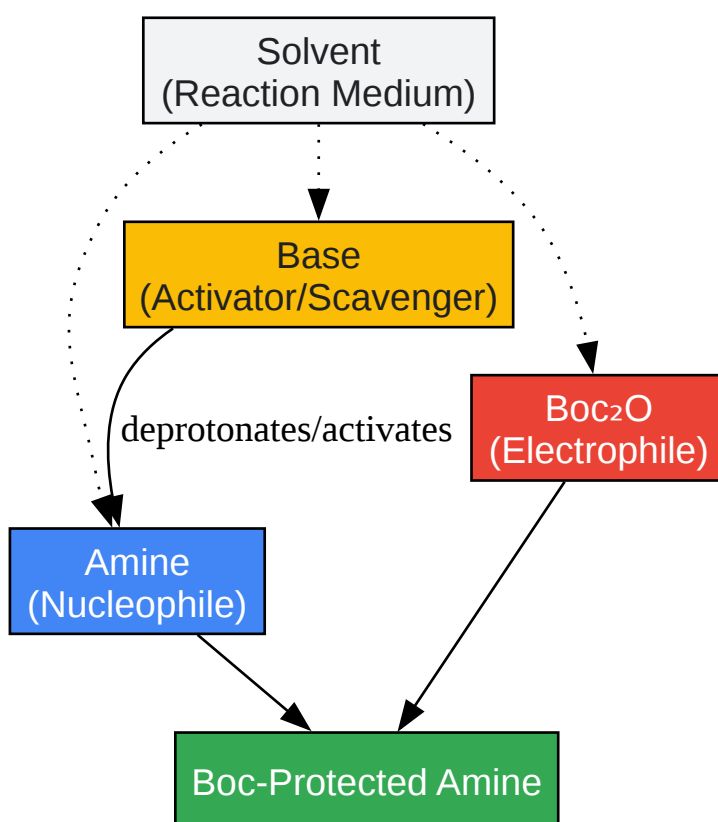 Solvent
(Reaction Medium)
Base
(Activator/Scavenger)
Boc₂O
(Electrophile)
deprotonates/activates
Amine
(Nucleophile)
Boc-Protected Amine